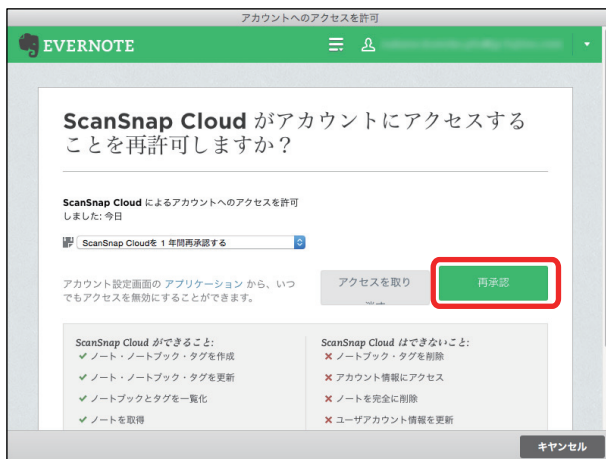 アカウントへのアクセスを許可
EVERNOTE
ScanSnap Cloud がアカウントにアクセスする
ことを再許可しますか？
ScanSnap Cloud によるアカウントへのアクセスを許可
しました: 今日
ScanSnap Cloudを 1 年間再承認する
アカウント設定画面の アプリケーション から、いつ
でもアクセスを無効にすることができます。
アクセスを取り
再承認
ScanSnap Cloud ができること:
✔ ノート・ノートブック・タグを作成
✔ ノート・ノートブック・タグを更新
✔ ノートブックとタグを一覧化
✔ ノートを取得
ScanSnap Cloud はできないこと:
✘ ノートブック・タグを削除
✘ アカウント情報にアクセス
✘ ノートを完全に削除
✘ ユーザアカウント情報を更新
キャンセル